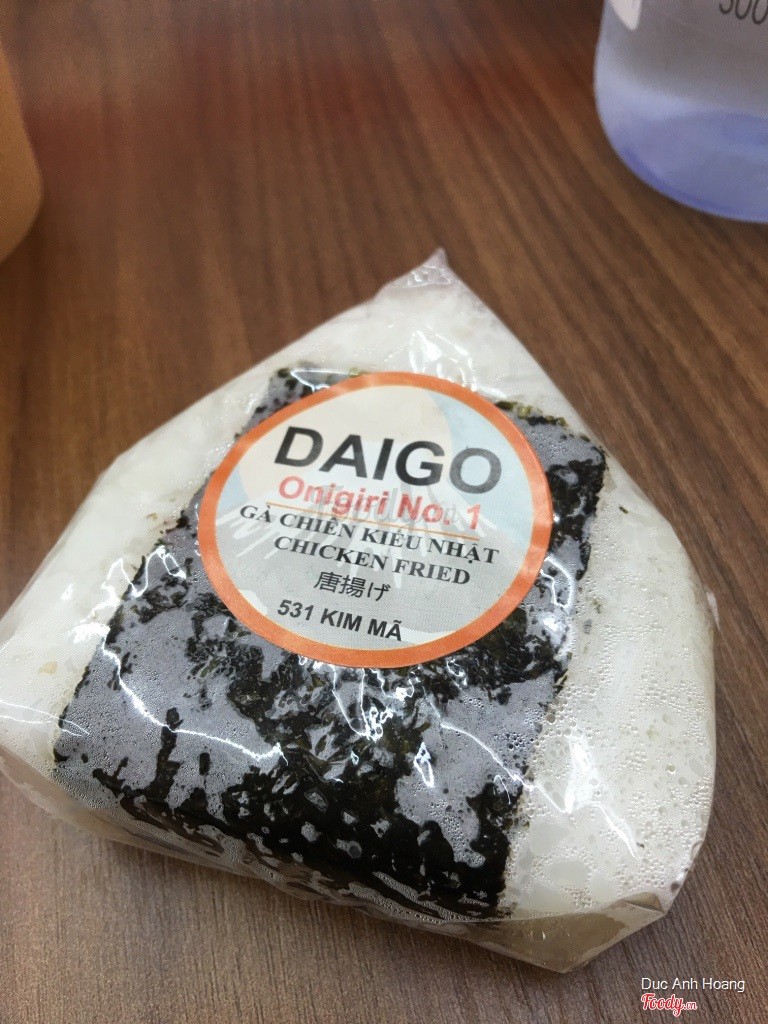 500
DAIGO
Onigiri No. 1
GÀ CHIÊN KIỂU NHẬT
CHICKEN FRIED
唐揚げ
531 KIM MÃ
Duc Anh Hoang
Foody.vn